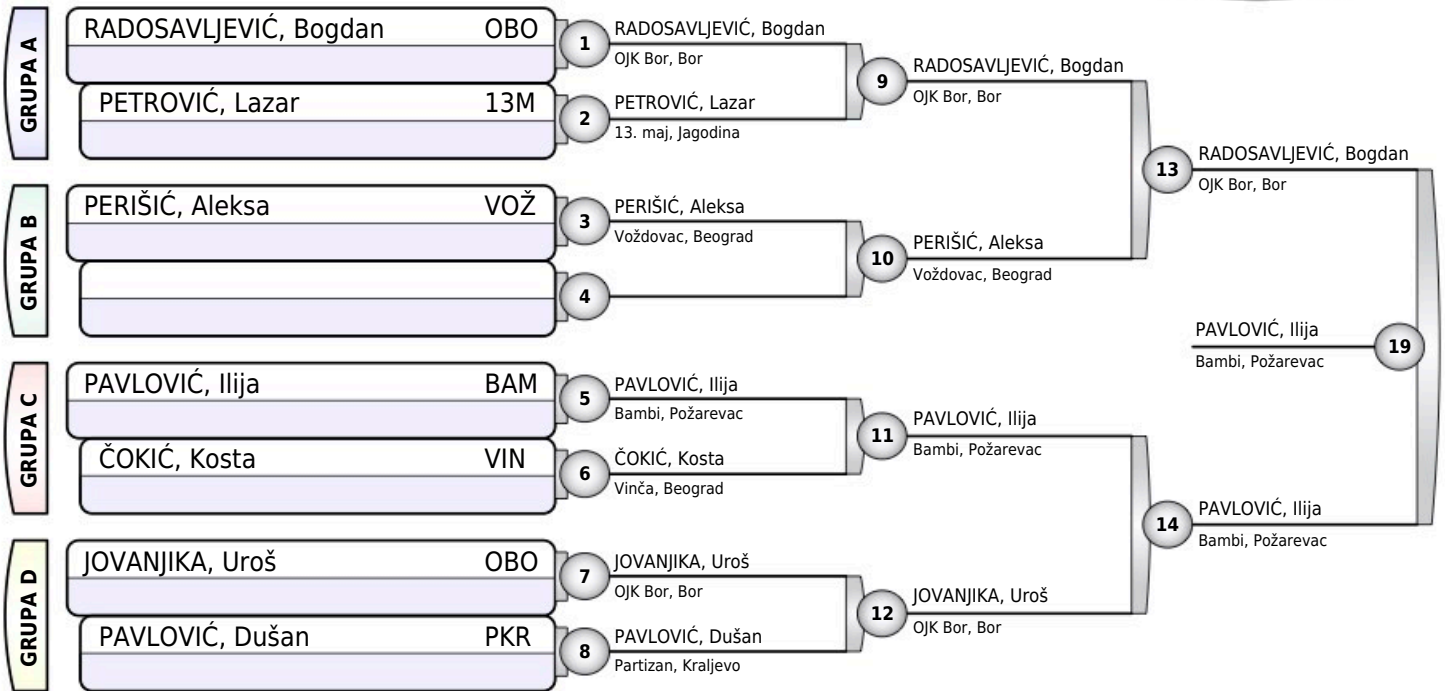 GRUPA A
RADOSAVLJEVIĆ, Bogdan OBO
PETROVIĆ, Lazar 13M
1
RADOSAVLJEVIĆ, Bogdan
OJK Bor, Bor
2
PETROVIĆ, Lazar
13. maj, Jagodina
9
RADOSAVLJEVIĆ, Bogdan
OJK Bor, Bor
GRUPA B
PERIŠIĆ, Aleksa VOŽ
3
PERIŠIĆ, Aleksa
Voždovac, Beograd
4
10
PERIŠIĆ, Aleksa
Voždovac, Beograd
13
RADOSAVLJEVIĆ, Bogdan
OJK Bor, Bor
GRUPA C
PAVLOVIĆ, Ilija BAM
ČOKIĆ, Kosta VIN
5
PAVLOVIĆ, Ilija
Bambi, Požarevac
6
ČOKIĆ, Kosta
Vinča, Beograd
11
PAVLOVIĆ, Ilija
Bambi, Požarevac
GRUPA D
JOVANJIKA, Uroš OBO
PAVLOVIĆ, Dušan PKR
7
JOVANJIKA, Uroš
OJK Bor, Bor
8
PAVLOVIĆ, Dušan
Partizan, Kraljevo
12
JOVANJIKA, Uroš
OJK Bor, Bor
14
PAVLOVIĆ, Ilija
Bambi, Požarevac
PAVLOVIĆ, Ilija
Bambi, Požarevac
19